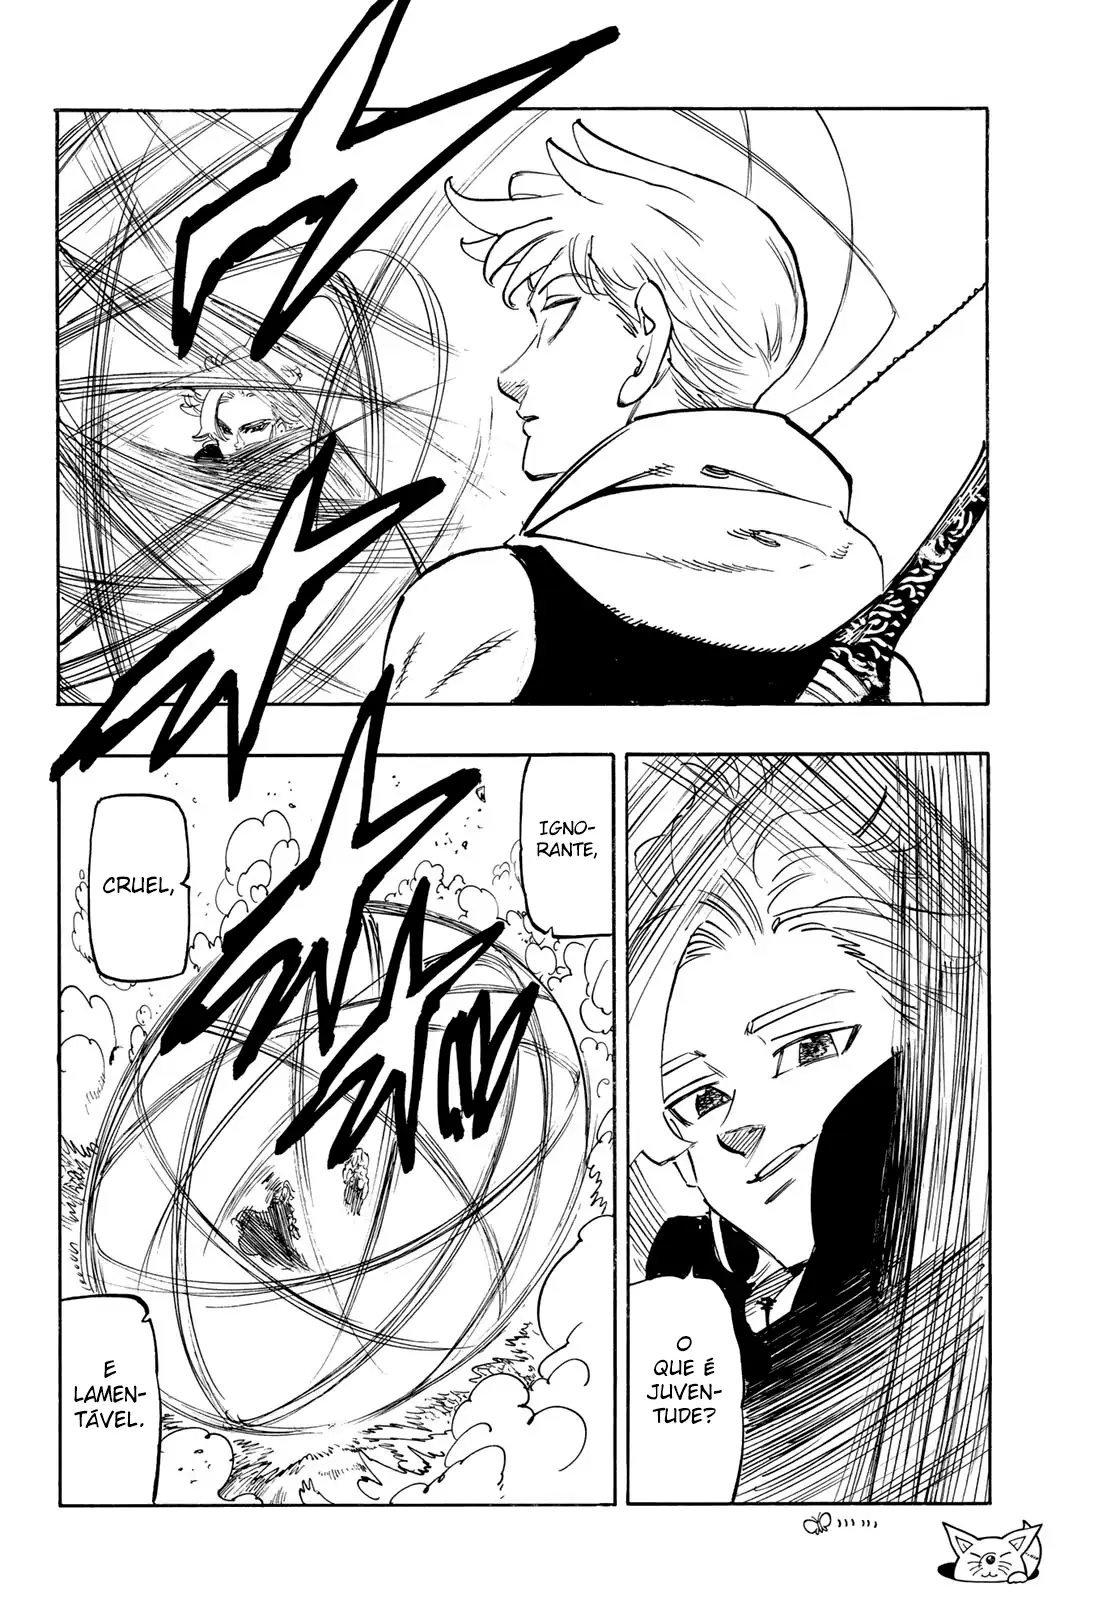 O
QUE É
JUVEN-
TUDE?
IGNO-
RANTE,
CRUEL,
E
LAMEN-
TÁVEL.